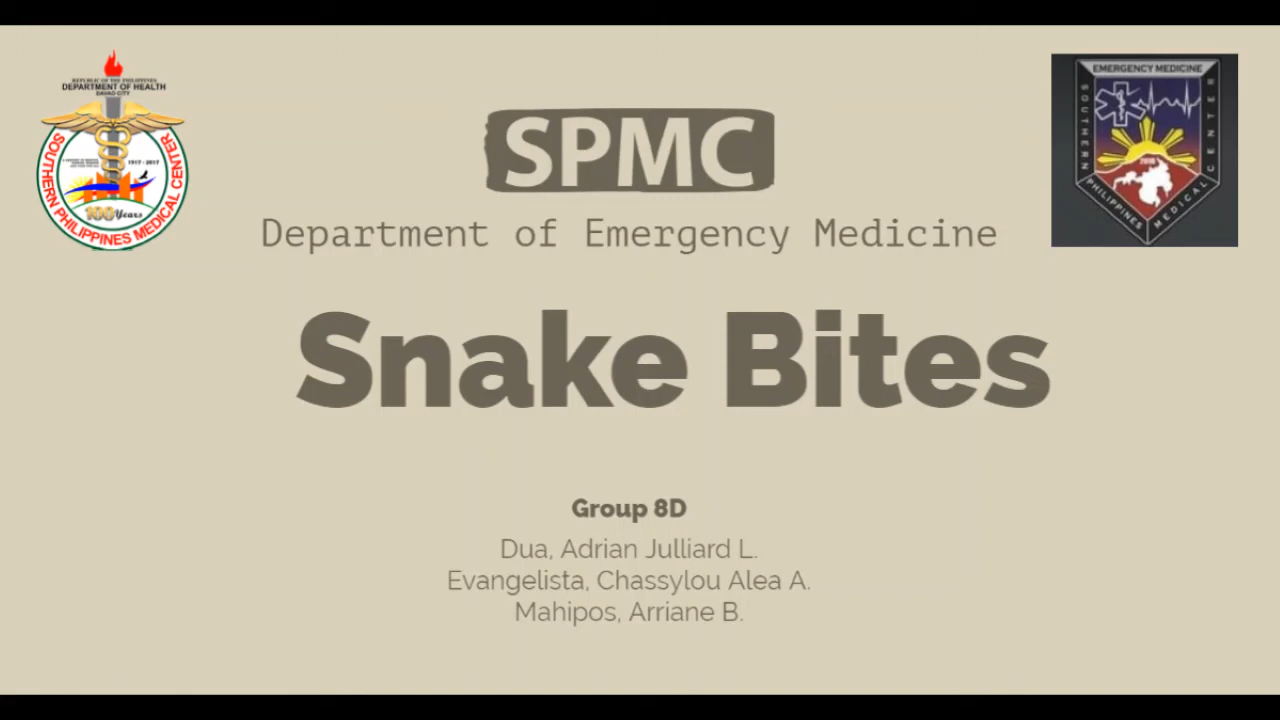 REPUBLIC OF THE PHILIPPINES
DEPARTMENT OF HEALTH
DAVAO CITY
SOUTHERN PHILIPPINES MEDICAL CENTER
1917 - 2017
100 Years
EMERGENCY MEDICINE
SOUTHERN PHILIPPINES MEDICAL CENTER
SPMC
Department of Emergency Medicine
Snake Bites
Group 8D
Dua, Adrian Julliard L.
Evangelista, Chassylou Alea A.
Mahipos, Arriane B.